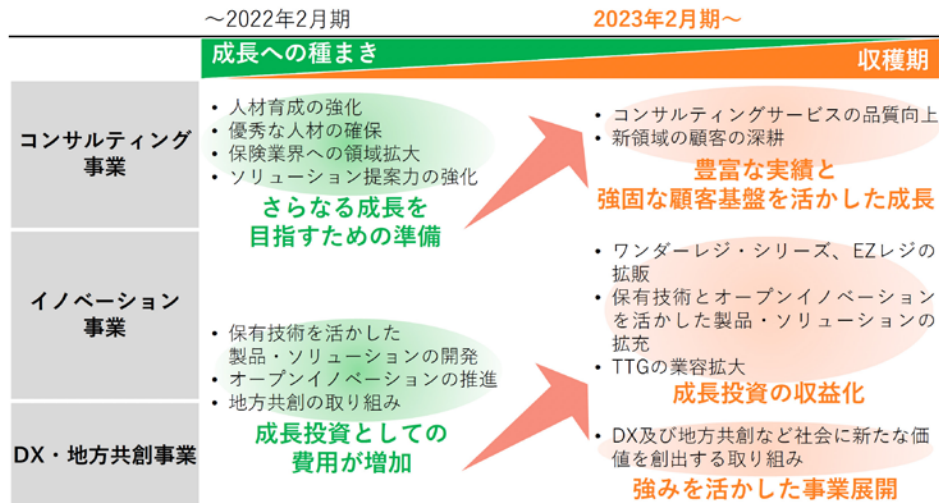 ～2022年2月期
2023年2月期～
成長への種まき
収穫期
コンサルティング
事業
• 人材育成の強化
• 優秀な人材の確保
• 保険業界への領域拡大
• ソリューション提案力の強化
さらなる成長を
目指すための準備
• コンサルティングサービスの品質向上
• 新領域の顧客の深耕
豊富な実績と
強固な顧客基盤を活かした成長
イノベーション
事業
• 保有技術を活かした
製品・ソリューションの開発
• オープンイノベーションの推進
• 地方共創の取り組み
成長投資としての
費用が増加
• ワンダーレジ・シリーズ、EZレジの
拡販
• 保有技術とオープンイノベーション
を活かした製品・ソリューションの
拡充
• TTGの業容拡大
成長投資の収益化
DX・地方共創事業
• DX及び地方共創など社会に新たな価
値を創出する取り組み
強みを活かした事業展開